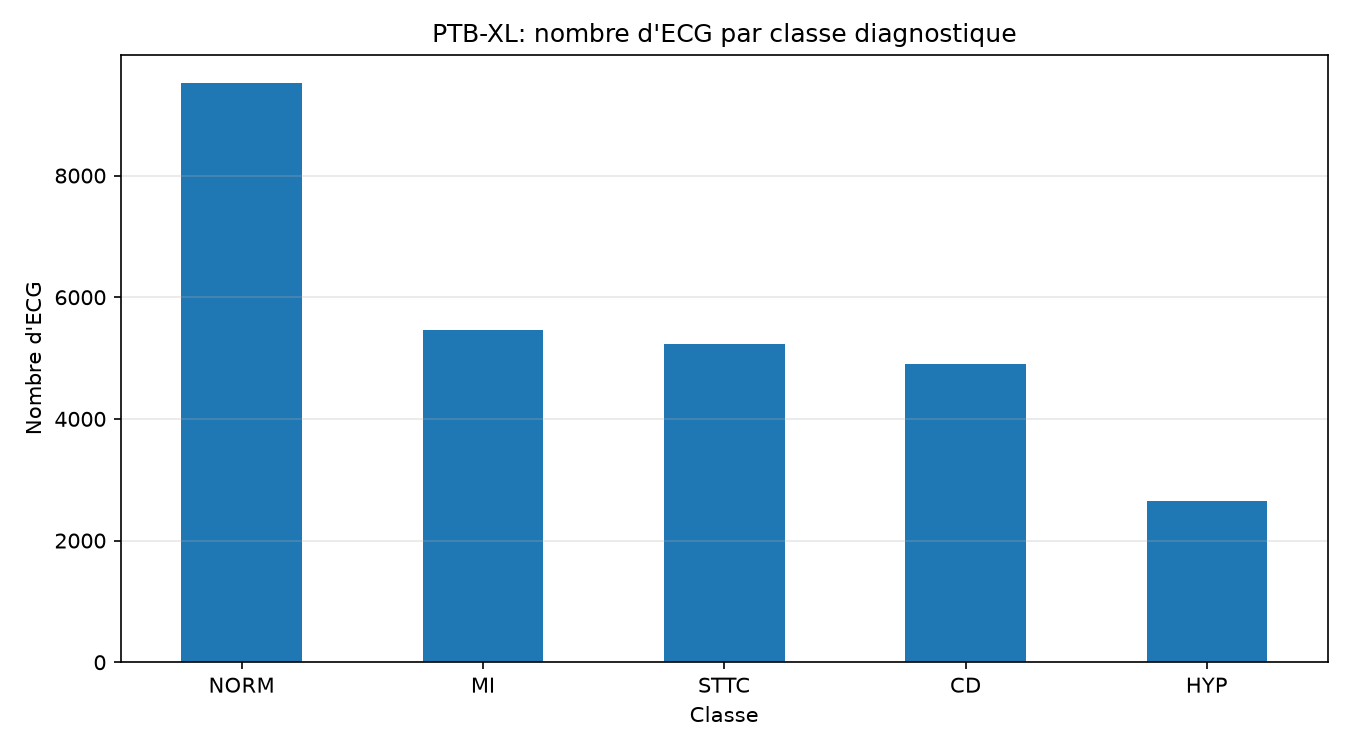 PTB-XL: nombre d'ECG par classe diagnostique
Nombre d'ECG
8000
6000
4000
2000
0
NORM MI STTC CD HYP
Classe